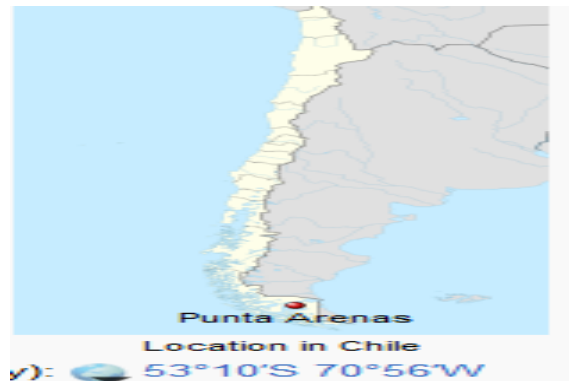 Punta Arenas
Location in Chile
y): 53°10′S 70°56′W